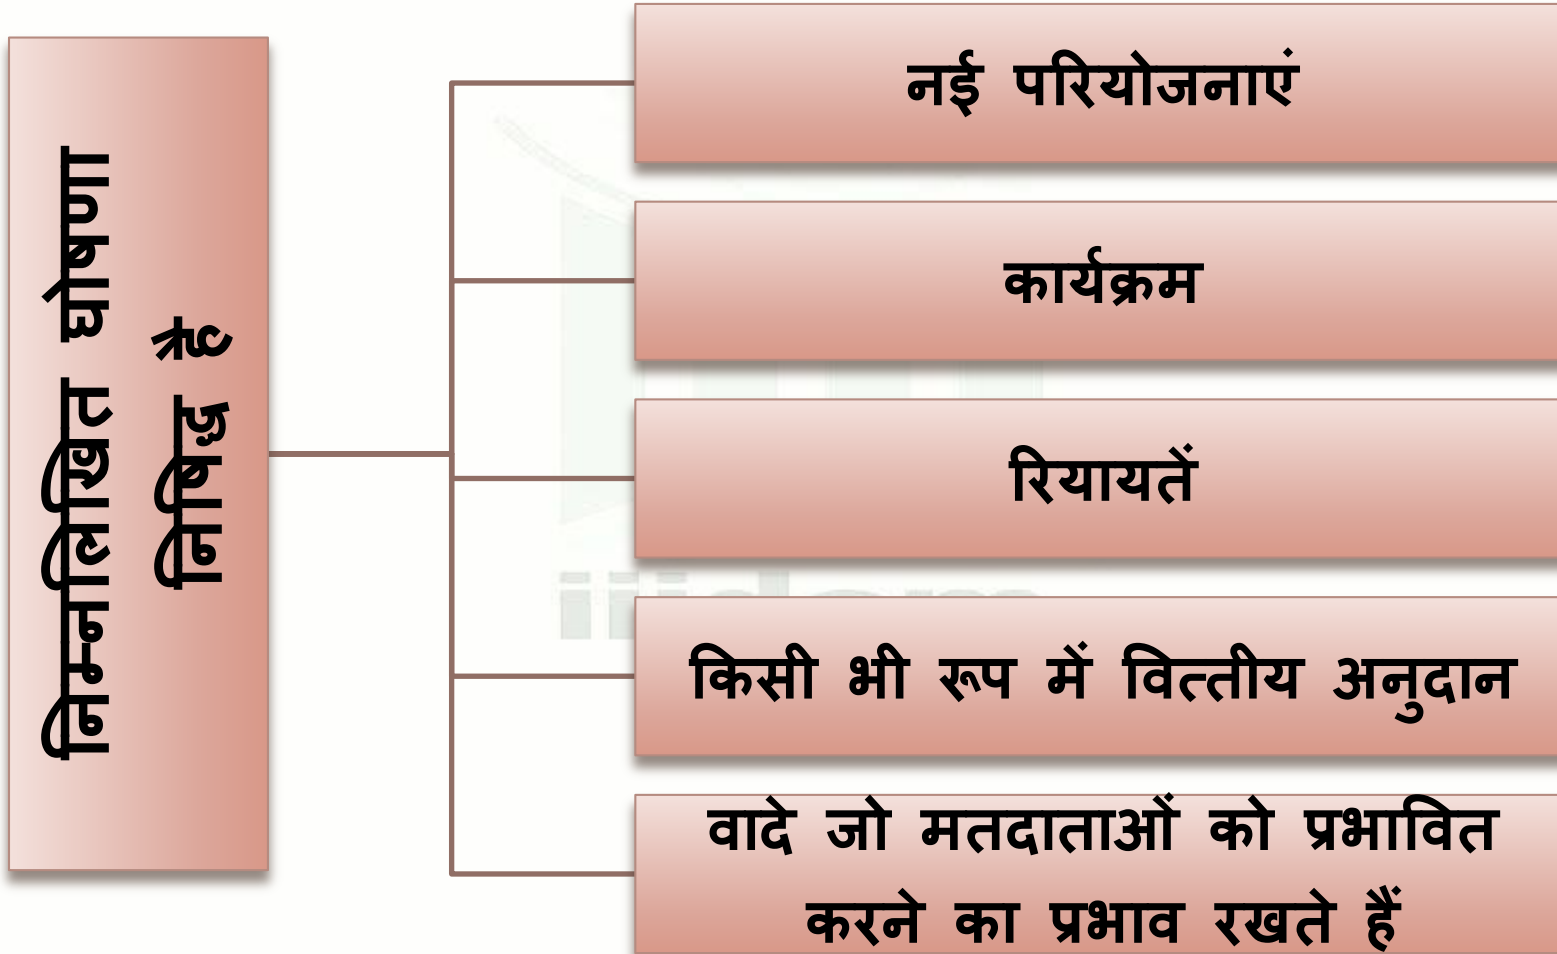 निम्नलिखित घोषणा
निषिद्ध है
नई परियोजनाएं
कार्यक्रम
रियायतें
किसी भी रूप में वित्तीय अनुदान
वादे जो मतदाताओं को प्रभावित
करने का प्रभाव रखते हैं